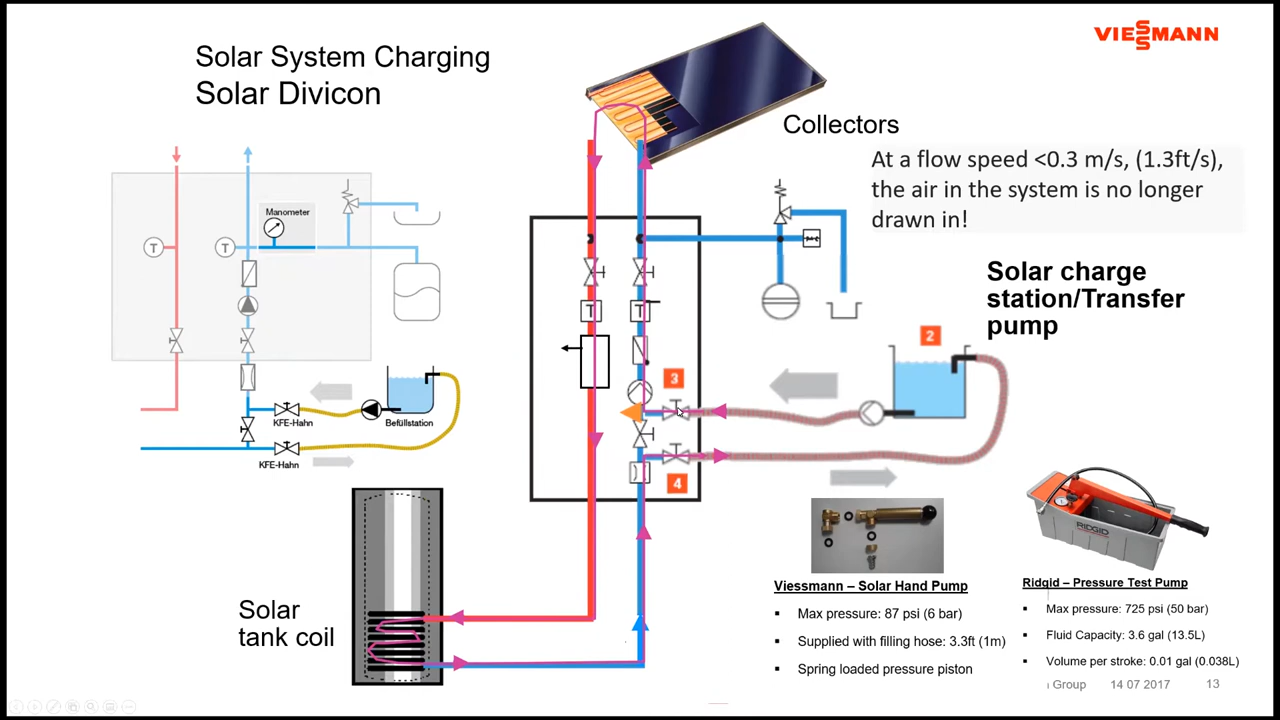 VIESSMANN
Solar System Charging
Solar Divicon
Collectors
At a flow speed <0.3 m/s, (1.3ft/s),
the air in the system is no longer
drawn in!
Manometer
T
T
KFE-Hahn
Befüllstation
KFE-Hahn
T
T
3
4
2
Solar charge
station/Transfer
pump
Solar
tank coil
RIDGID
Viessmann – Solar Hand Pump
▪ Max pressure: 87 psi (6 bar)
▪ Supplied with filling hose: 3.3ft (1m)
▪ Spring loaded pressure piston
Ridgid – Pressure Test Pump
▪ Max pressure: 725 psi (50 bar)
▪ Fluid Capacity: 3.6 gal (13.5L)
▪ Volume per stroke: 0.01 gal (0.038L)
Group 14 07 2017 13